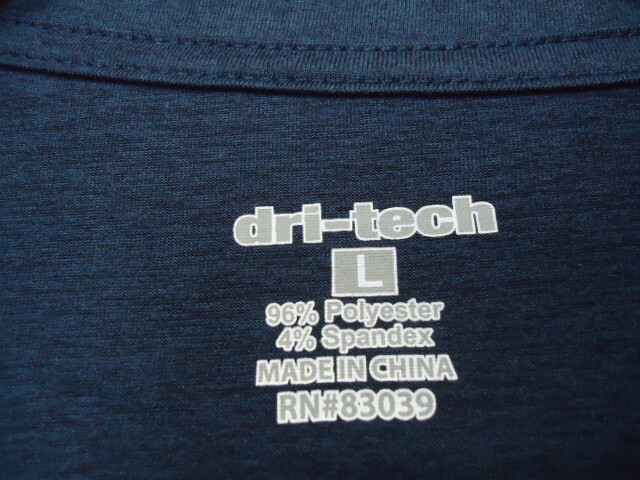 dri-tech
L
96% Polyester
4% Spandex
MADE IN CHINA
RN#83039